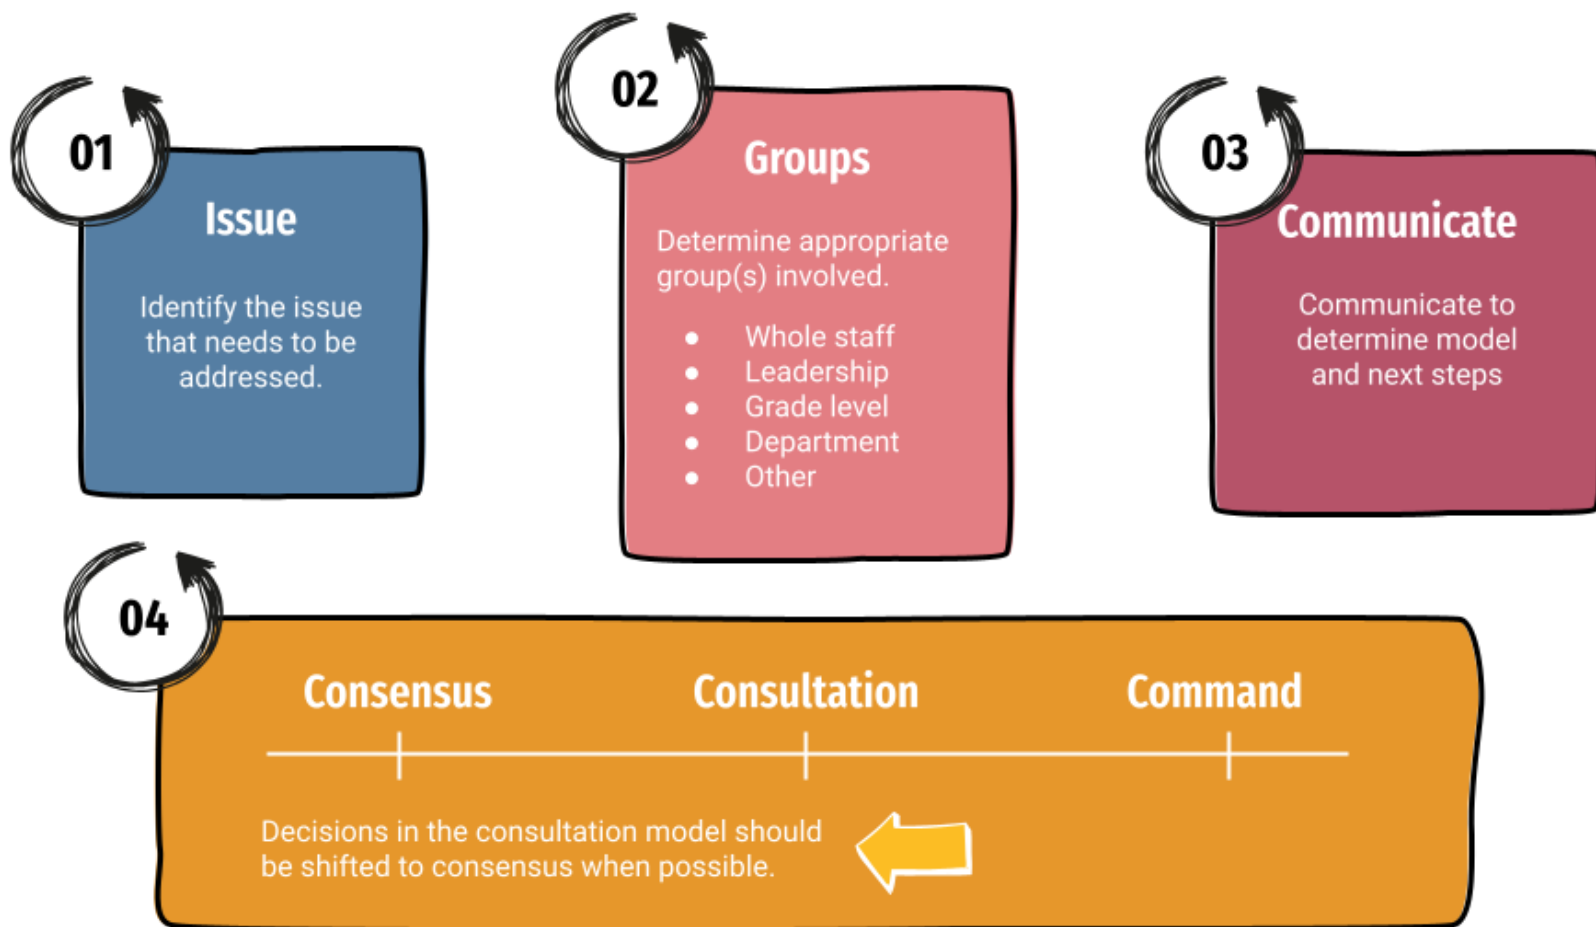 01
Issue
Identify the issue
that needs to be
addressed.
02
Groups
Determine appropriate
group(s) involved.
● Whole staff
● Leadership
● Grade level
● Department
● Other
03
Communicate
Communicate to
determine model
and next steps
04
Consensus
Consultation
Command
Decisions in the consultation model should
be shifted to consensus when possible.